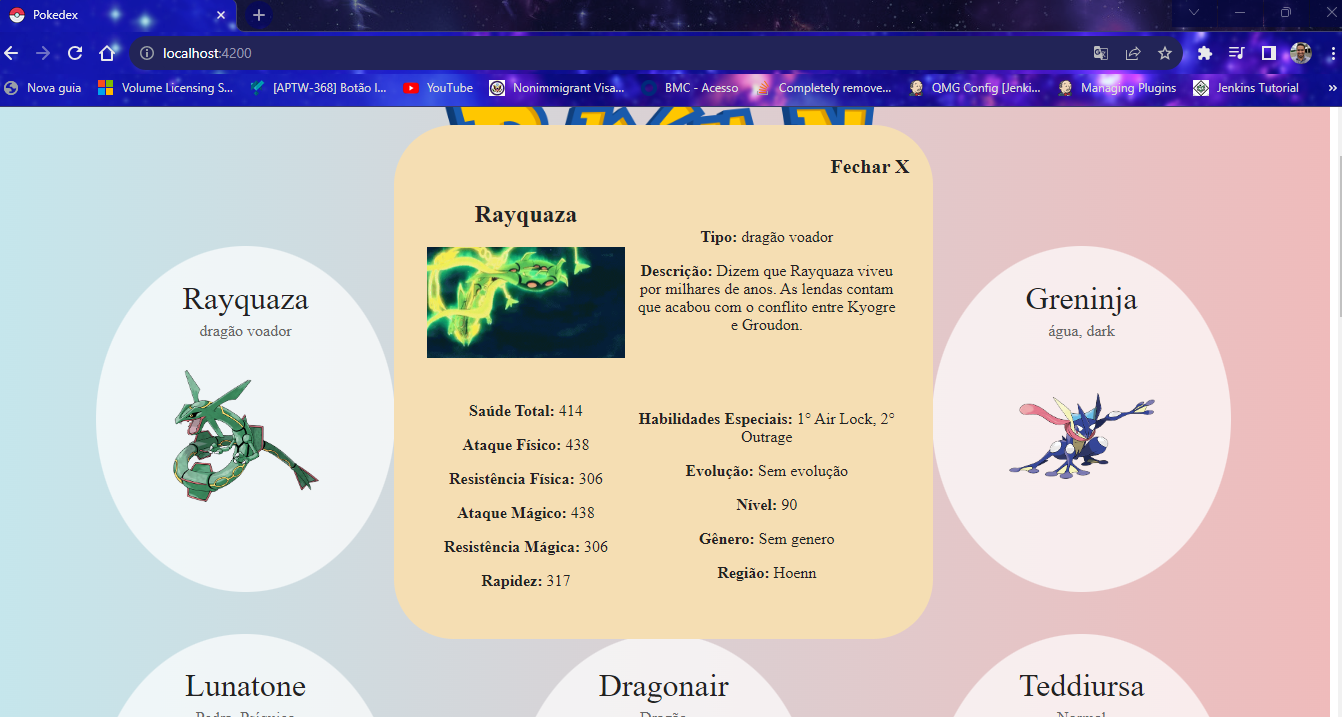 Pokedex
localhost:4200
Nova guia
Volume Licensing S...
[APTW-368] Botão I...
YouTube
Nonimmigrant Visa...
BMC - Acesso
Completely remove...
QMG Config [Jenki...
Managing Plugins
Jenkins Tutorial
»
Fechar X
Rayquaza
Tipo: dragão voador
Descrição: Dizem que Rayquaza viveu
por milhares de anos. As lendas contam
que acabou com o conflito entre Kyogre
e Groudon.
Saúde Total: 414
Ataque Físico: 438
Resistência Física: 306
Ataque Mágico: 438
Resistência Mágica: 306
Rapidez: 317
Habilidades Especiais: 1° Air Lock, 2°
Outrage
Evolução: Sem evolução
Nível: 90
Gênero: Sem genero
Região: Hoenn
Rayquaza
dragão voador
Greninja
água, dark
Lunatone
Dragonair
Teddiursa